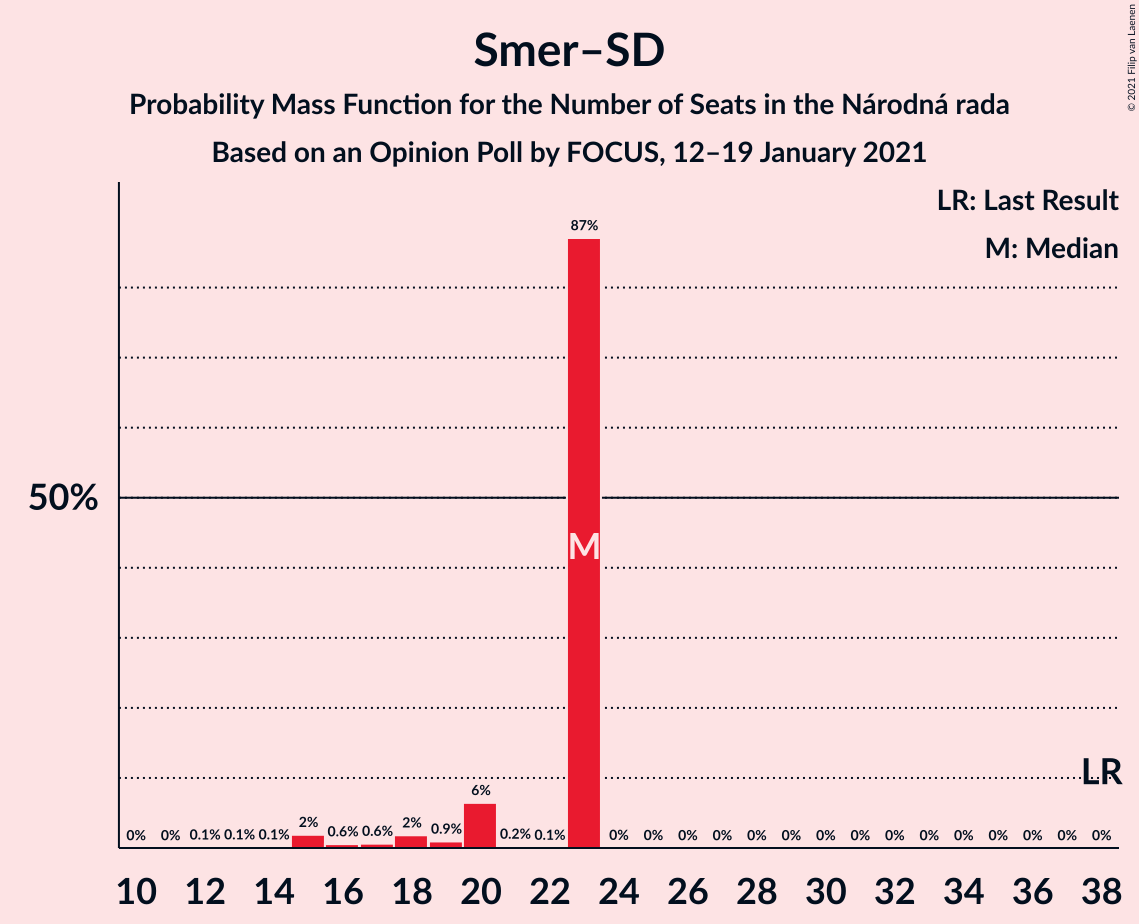 © 2021 Filip van Laenen
Smer–SD
Probability Mass Function for the Number of Seats in the Národná rada
Based on an Opinion Poll by FOCUS, 12–19 January 2021
LR: Last Result
M: Median
87%
50%
M
LR
0% 0% 0.1% 0.1% 0.1% 2% 0.6% 0.6% 2% 0.9% 6% 0.2% 0.1% 0% 0% 0% 0% 0% 0% 0% 0% 0% 0% 0% 0% 0% 0% 0%
10 12 14 16 18 20 22 24 26 28 30 32 34 36 38